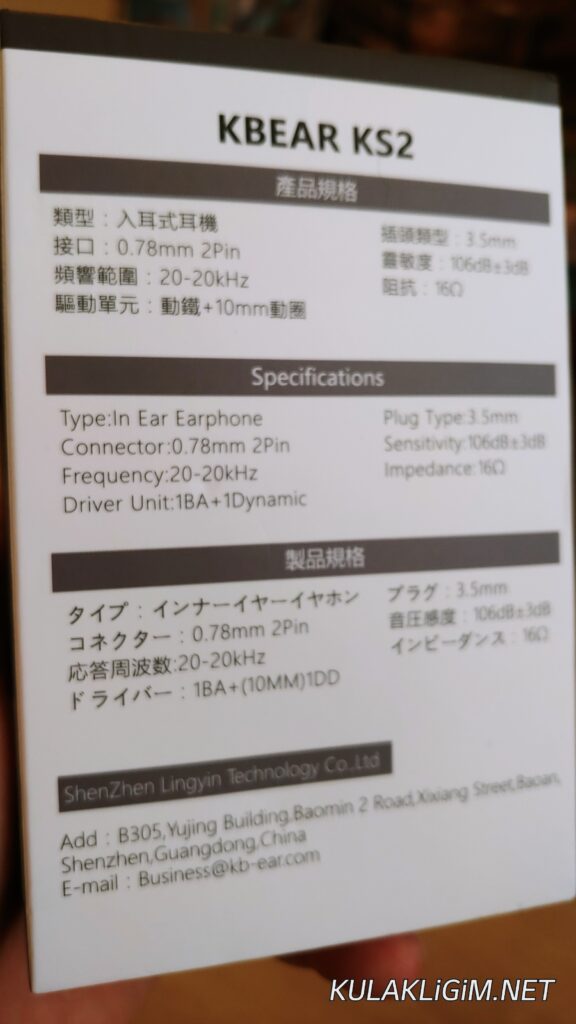 KBEAR KS2
產品規格
類型：入耳式耳機
接口：0.78mm 2Pin
頻響範圍：20-20kHz
驅動單元：動鐵+10mm動圈
插頭類型：3.5mm
靈敏度：106dB±3dB
阻抗：16Ω
Specifications
Type:In Ear Earphone
Connector:0.78mm 2Pin
Frequency:20-20kHz
Driver Unit:1BA+1Dynamic
Plug Type:3.5mm
Sensitivity:106dB±3dB
Impedance:16Ω
製品規格
タイプ：インナーイヤーイヤホン
コネクター：0.78mm 2Pin
応答周波数:20-20kHz
ドライバー：1BA+(10MM)1DD
プラグ：3.5mm
音圧感度：106dB±3dB
インピーダンス：16Ω
ShenZhen Lingyin Technology Co.,Ltd
Add：B305,Yujing Building.Baomin 2 Road,Xixiang Street,Baoan,
Shenzhen,Guangdong,China
E-mail：Business@kb-ear.com
KULAKLiGiM.NET